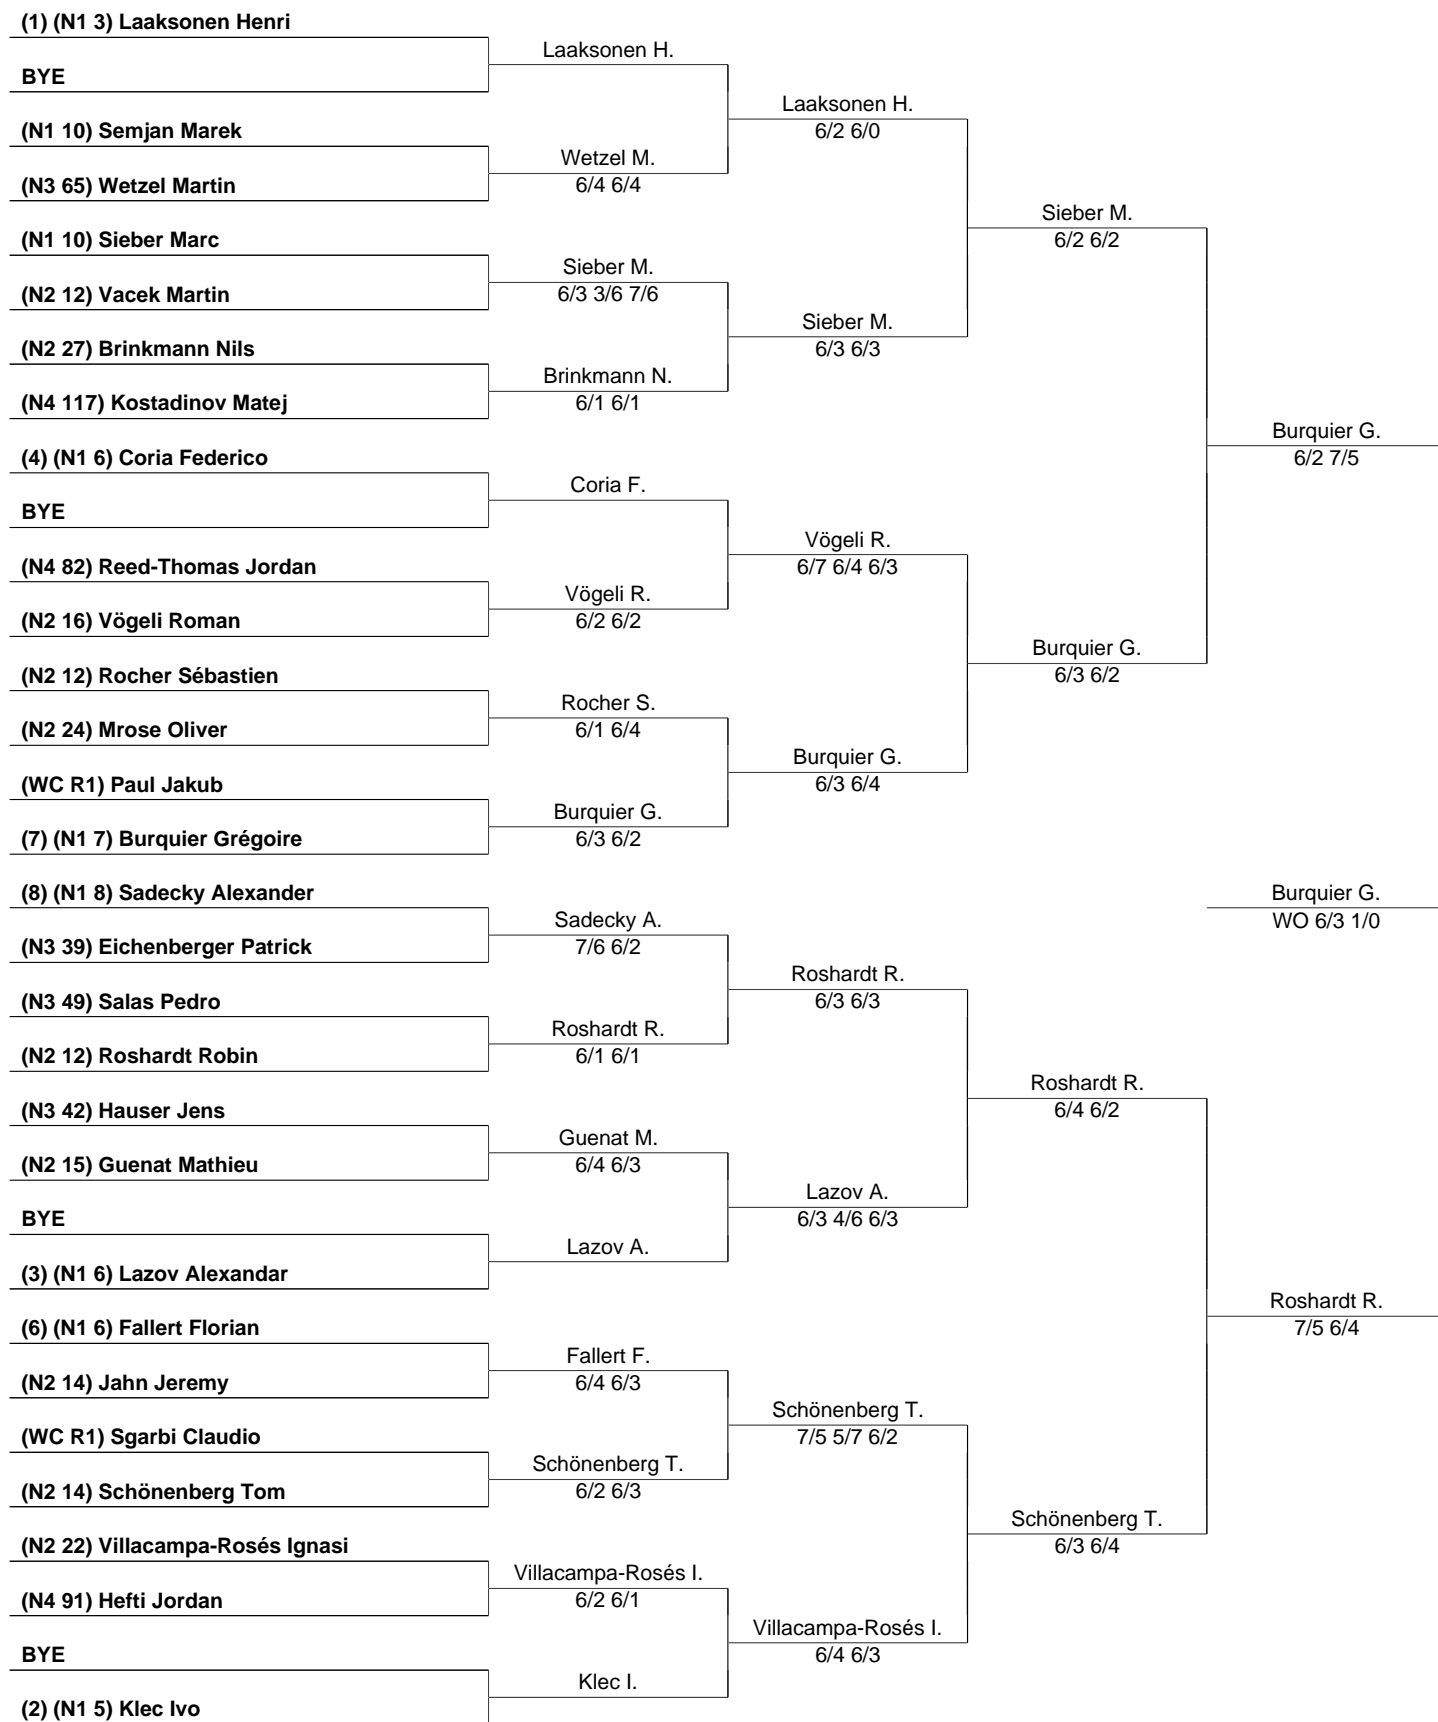 (1) (N1 3) Laaksonen Henri
Laaksonen H.
BYE
Laaksonen H.
6/2 6/0
(N1 10) Semjan Marek
Wetzel M.
6/4 6/4
(N3 65) Wetzel Martin
Sieber M.
6/2 6/2
(N1 10) Sieber Marc
Sieber M.
6/3 3/6 7/6
(N2 12) Vacek Martin
Sieber M.
6/3 6/3
(N2 27) Brinkmann Nils
Brinkmann N.
6/1 6/1
(N4 117) Kostadinov Matej
Burquier G.
6/2 7/5
(4) (N1 6) Coria Federico
Coria F.
BYE
Vögeli R.
6/7 6/4 6/3
(N4 82) Reed-Thomas Jordan
Vögeli R.
6/2 6/2
(N2 16) Vögeli Roman
Burquier G.
6/3 6/2
(N2 12) Rocher Sébastien
Rocher S.
6/1 6/4
(N2 24) Mrose Oliver
Burquier G.
6/3 6/4
(WC R1) Paul Jakub
Burquier G.
6/3 6/2
(7) (N1 7) Burquier Grégoire
(8) (N1 8) Sadecky Alexander
Burquier G.
WO 6/3 1/0
Sadecky A.
7/6 6/2
(N3 39) Eichenberger Patrick
Roshardt R.
6/3 6/3
(N3 49) Salas Pedro
Roshardt R.
6/1 6/1
(N2 12) Roshardt Robin
Roshardt R.
6/4 6/2
(N3 42) Hauser Jens
Guenat M.
6/4 6/3
(N2 15) Guenat Mathieu
Lazov A.
6/3 4/6 6/3
BYE
Lazov A.
(3) (N1 6) Lazov Alexandar
Roshardt R.
7/5 6/4
(6) (N1 6) Fallert Florian
Fallert F.
6/4 6/3
(N2 14) Jahn Jeremy
Schönenberg T.
7/5 5/7 6/2
(WC R1) Sgarbi Claudio
Schönenberg T.
6/2 6/3
(N2 14) Schönenberg Tom
Schönenberg T.
6/3 6/4
(N2 22) Villacampa-Rosés Ignasi
Villacampa-Rosés I.
6/2 6/1
(N4 91) Hefti Jordan
Villacampa-Rosés I.
6/4 6/3
BYE
Klec I.
(2) (N1 5) Klec Ivo